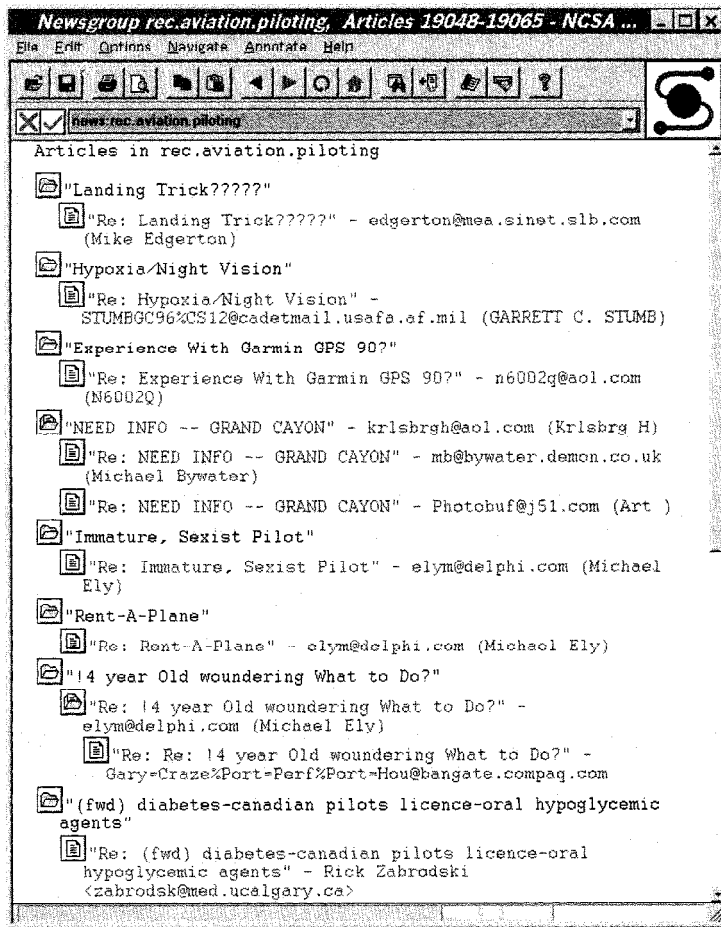 Newsgroup rec.aviation.piloting, Articles 19048-19065 - NCSA ...
File Edit Options Navigate Annotate Help
news:rec.aviation.piloting
Articles in rec.aviation.piloting
"Landing Trick?????"
"Re: Landing Trick?????" - edgerton@mea.sinet.slb.com
(Mike Edgerton)
"Hypoxia/Night Vision"
"Re: Hypoxia/Night Vision" -
STUMBGC96%CS12@cadetmail.usafa.af.mil (GARRETT C. STUMB)
"Experience With Garmin GPS 90?"
"Re: Experience With Garmin GPS 90?" - n6002q@aol.com
(N6002Q)
"NEED INFO -- GRAND CAYON" - krlsbrgh@aol.com (Krlsbrg H)
"Re: NEED INFO -- GRAND CAYON" - mb@bywater.demon.co.uk
(Michael Bywater)
"Re: NEED INFO -- GRAND CAYON" - Photobuf@j51.com (Art )
"Immature, Sexist Pilot"
"Re: Immature, Sexist Pilot" - elym@delphi.com (Michael
Ely)
"Rent-A-Plane"
"Re: Rent-A-Plane" - elym@delphi.com (Michael Ely)
"!4 year Old woundering What to Do?"
"Re: !4 year Old woundering What to Do?" -
elym@delphi.com (Michael Ely)
"Re: Re: !4 year Old woundering What to Do?" -
Gary=Craze%Port=Perf%Port=Hou@bangate.compaq.com
"(fwd) diabetes-canadian pilots licence-oral hypoglycemic
agents"
"Re: (fwd) diabetes-canadian pilots licence-oral
hypoglycemic agents" - Rick Zabrodski
<zabrodsk@med.ucalgary.ca>